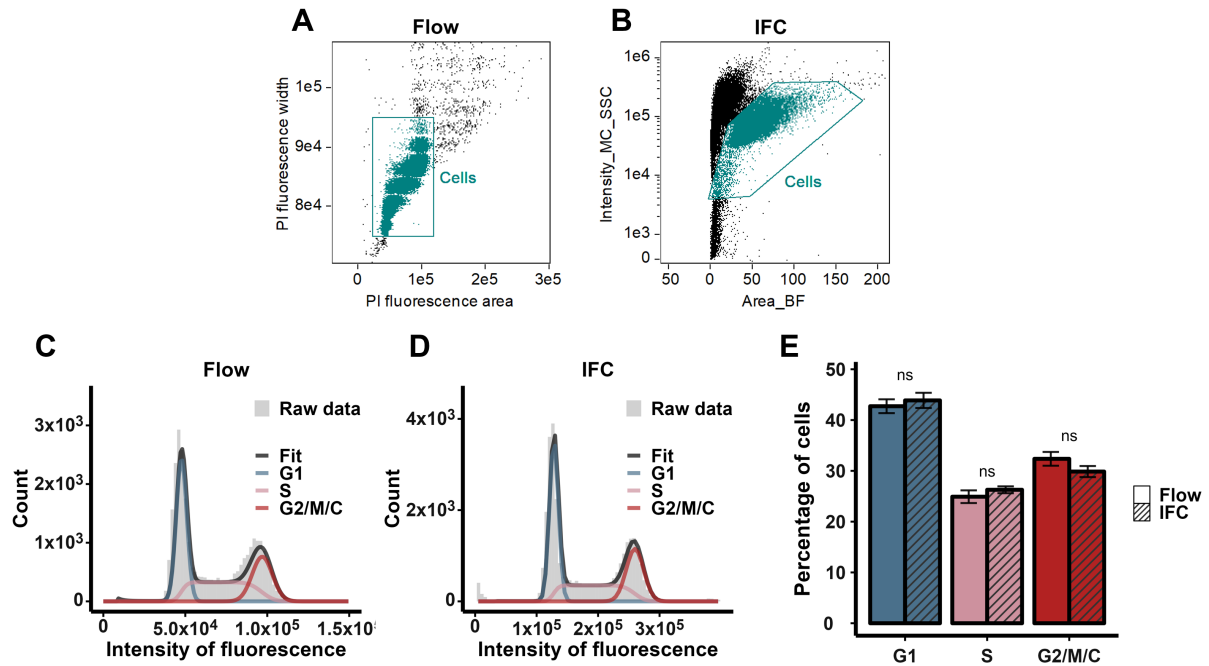 A
Flow
PI fluorescence width
1e5
9e4
8e4
Cells
0
1e5
2e5
3e5
PI fluorescence area
B
IFC
Intensity_MC_SSC
1e6
1e5
1e4
1e3
0
Cells
50
0
50
100
150
200
Area_BF
C
Flow
Count
3x10³
2x10³
1x10³
0
Raw data
Fit
G1
S
G2/M/C
0
5.0x10⁴
1.0x10⁵
Intensity of fluorescence
D
IFC
Count
4x10³
2x10³
0
Raw data
Fit
G1
S
G2/M/C
0
1x10⁵
2x10⁵
3x10⁵
Intensity of fluorescence
E
Percentage of cells
50
40
30
20
10
0
ns
ns
ns
G1
S
G2/M/C
Flow
IFC